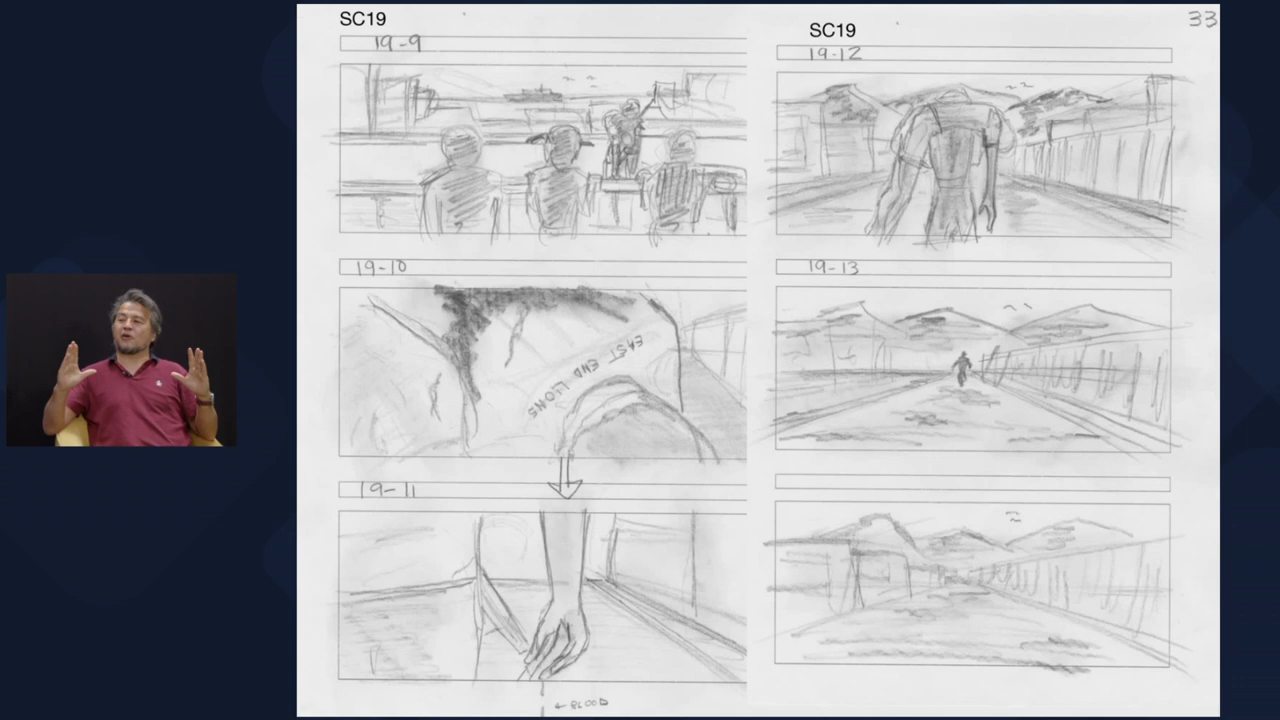 SC19
19-9
19-10
EAST END LIONS
19-11
← BLOOD
33
SC19
19-12
19-13